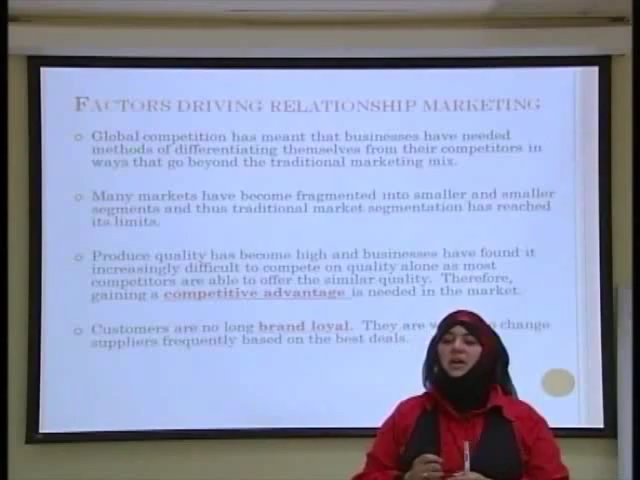 FACTORS DRIVING RELATIONSHIP MARKETING
Global competition has meant that businesses have needed
methods of differentiating themselves from their competitors in
ways that go beyond the traditional marketing mix.
Many markets have become fragmented into smaller and smaller
segments and thus traditional market segmentation has reached
its limits.
Produce quality has become high and businesses have found it
increasingly difficult to compete on quality alone as most
competitors are able to offer the similar quality. Therefore,
gaining a competitive advantage is needed in the market.
Customers are no long brand loyal. They are change
suppliers frequently based on the best deals.